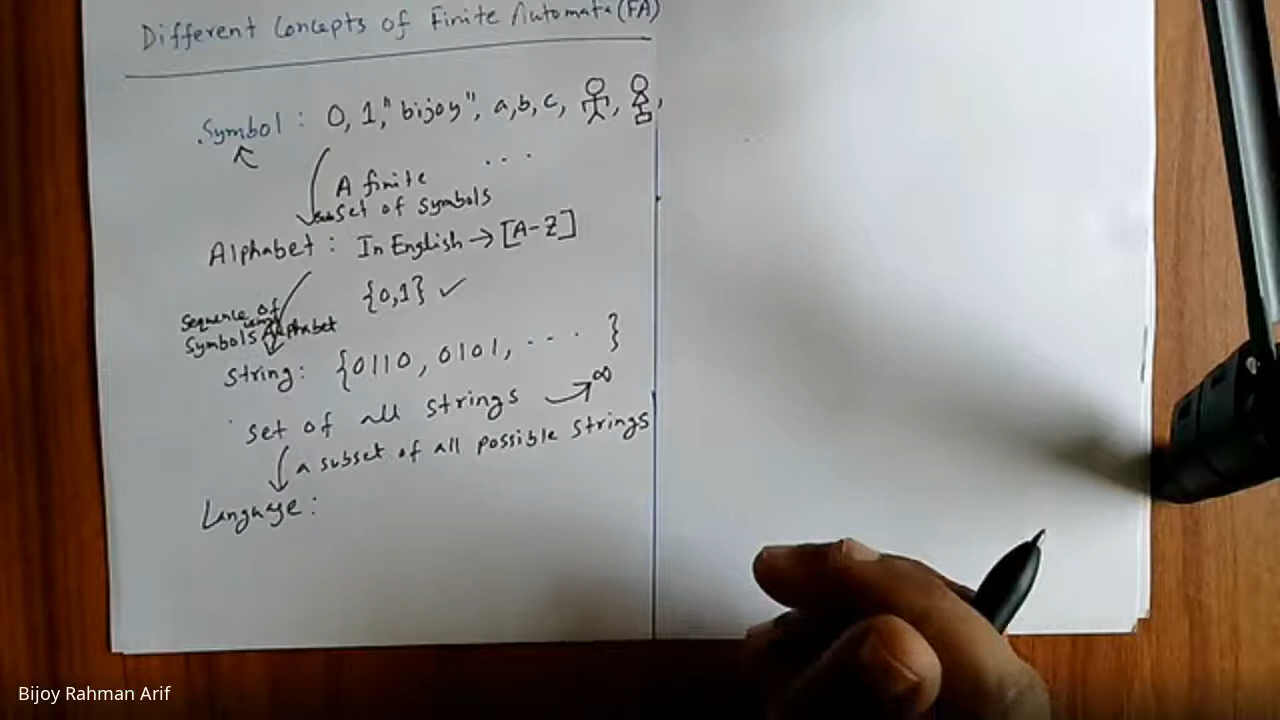 Different Concepts of Finite Automata (FA)
Symbol : 0, 1, "bijoy", a, b, c, ,
. . .
A finite
set of symbols
Alphabet : In English → [A-Z]
{0,1} ✓
sequence of
symbols Alphabet
String : {0110, 0101, . . . . }
set of all strings → ∞
a subset of all possible strings
Language :
Bijoy Rahman Arif